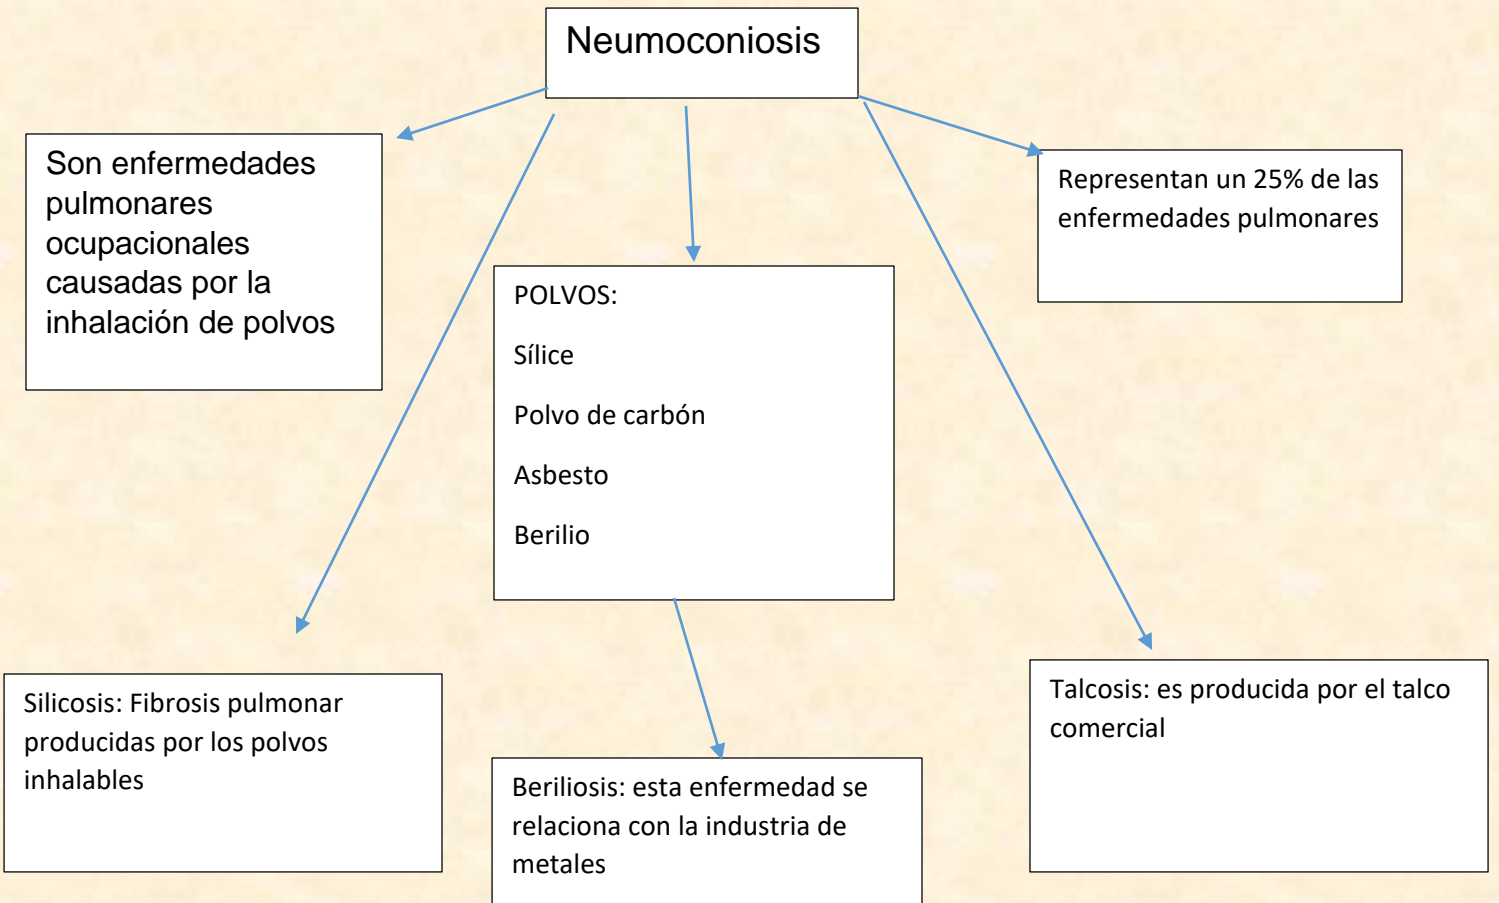 Neumoconiosis
Son enfermedades
pulmonares
ocupacionales
causadas por la
inhalación de polvos
Representan un 25% de las
enfermedades pulmonares
POLVOS:
Sílice
Polvo de carbón
Asbesto
Berilio
Silicosis: Fibrosis pulmonar
producidas por los polvos
inhalables
Beriliosis: esta enfermedad se
relaciona con la industria de
metales
Talcosis: es producida por el talco
comercial